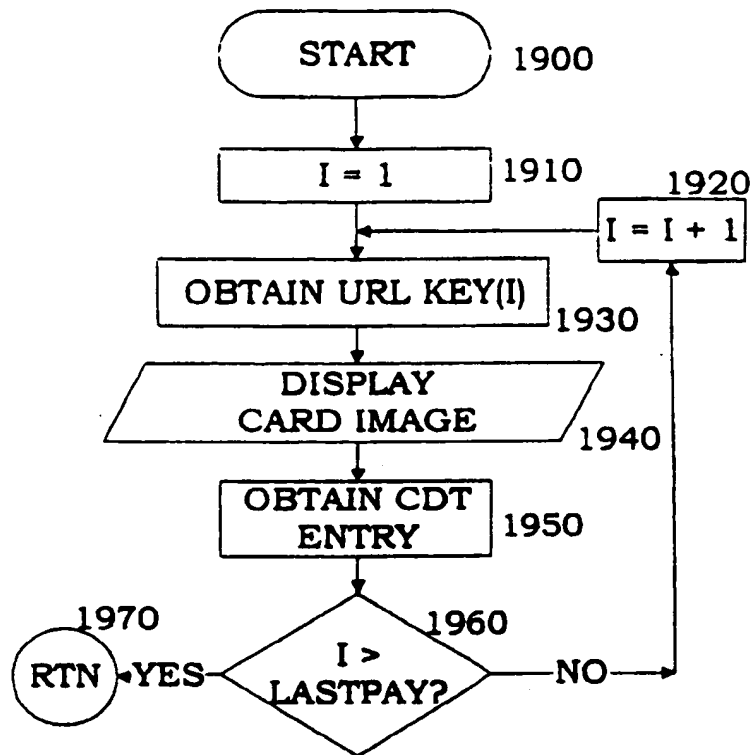 START
1900
I = 1
1910
1920
I = I + 1
OBTAIN URL KEY(I)
1930
DISPLAY
CARD IMAGE
1940
OBTAIN CDT
ENTRY
1950
1960
I >
LASTPAY?
1970
RTN
YES
NO